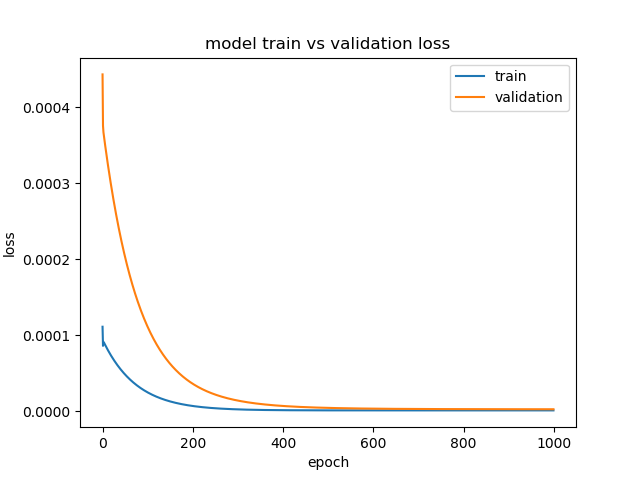 model train vs validation loss
train
validation
0.0004
0.0003
0.0002
0.0001
0.0000
loss
0 200 400 600 800 1000
epoch